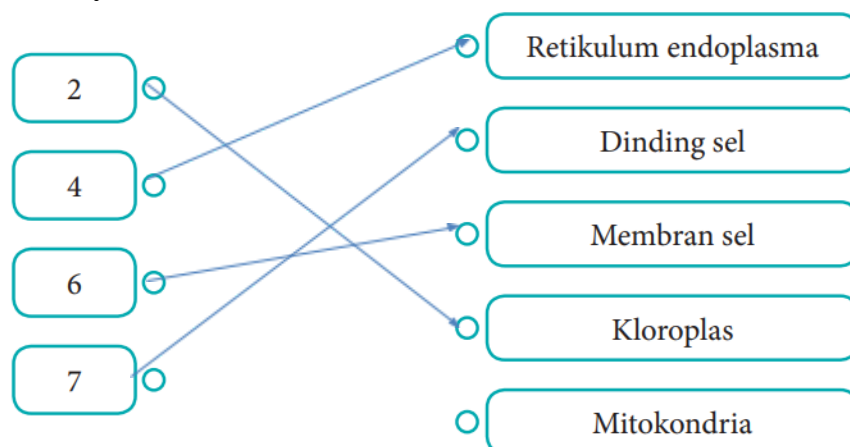 2
4
6
7
Retikulum endoplasma
Dinding sel
Membran sel
Kloroplas
Mitokondria